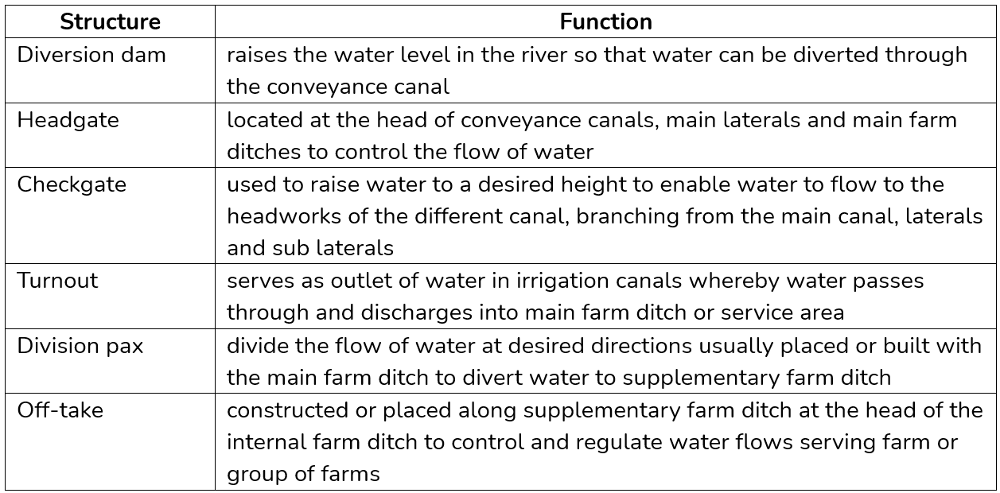 Structure Function
Diversion dam raises the water level in the river so that water can be diverted through
the conveyance canal
Headgate located at the head of conveyance canals, main laterals and main farm
ditches to control the flow of water
Checkgate used to raise water to a desired height to enable water to flow to the
headworks of the different canal, branching from the main canal, laterals
and sub laterals
Turnout serves as outlet of water in irrigation canals whereby water passes
through and discharges into main farm ditch or service area
Division pax divide the flow of water at desired directions usually placed or built with
the main farm ditch to divert water to supplementary farm ditch
Off-take constructed or placed along supplementary farm ditch at the head of the
internal farm ditch to control and regulate water flows serving farm or
group of farms